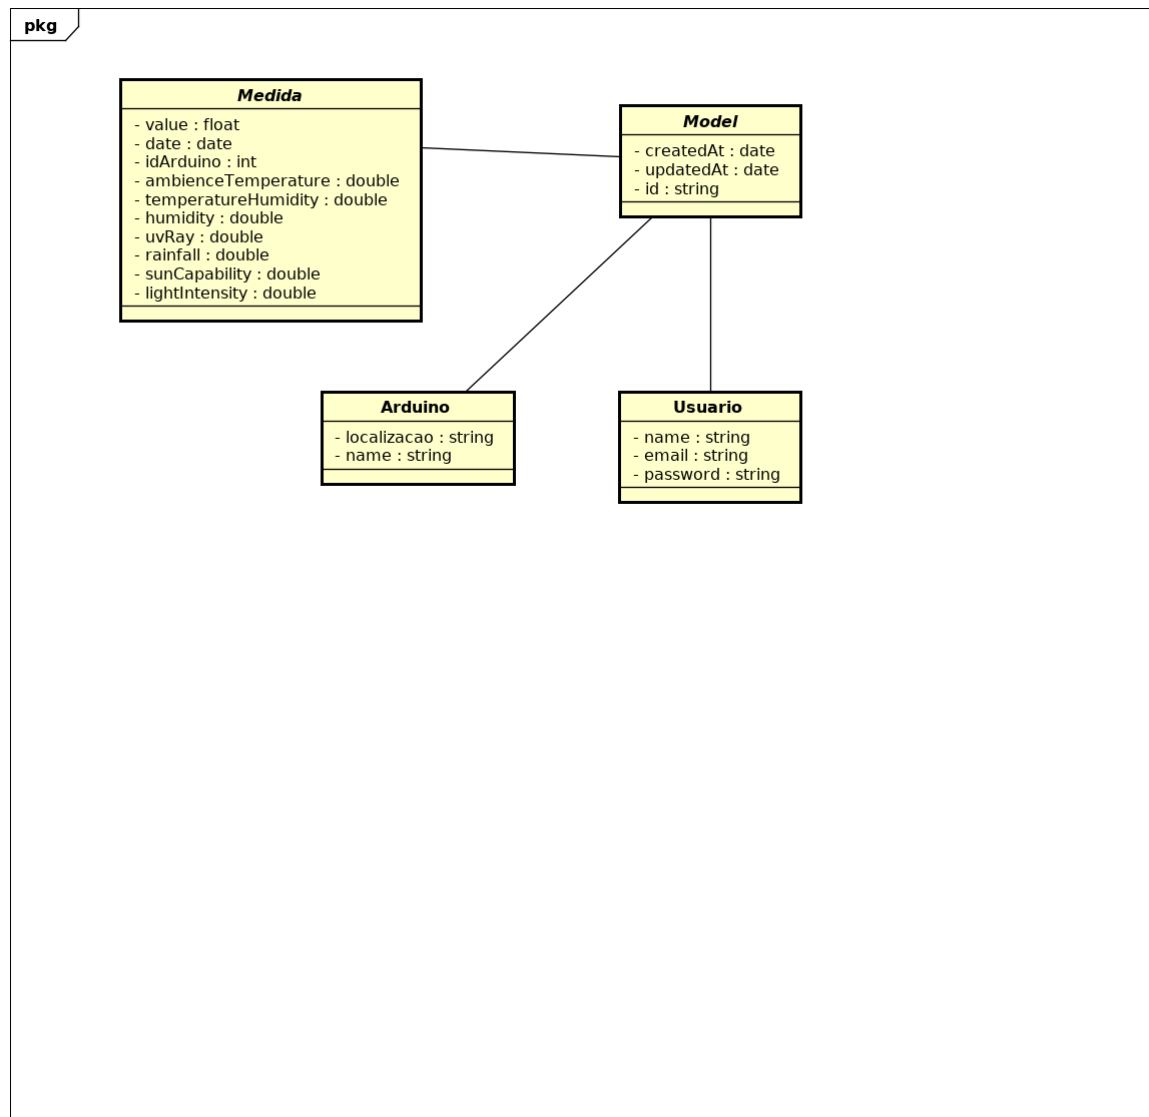 pkg
Medida
- value : float
- date : date
- idArduino : int
- ambienceTemperature : double
- temperatureHumidity : double
- humidity : double
- uvRay : double
- rainfall : double
- sunCapability : double
- lightIntensity : double
Model
- createdAt : date
- updatedAt : date
- id : string
Arduino
- localizacao : string
- name : string
Usuario
- name : string
- email : string
- password : string